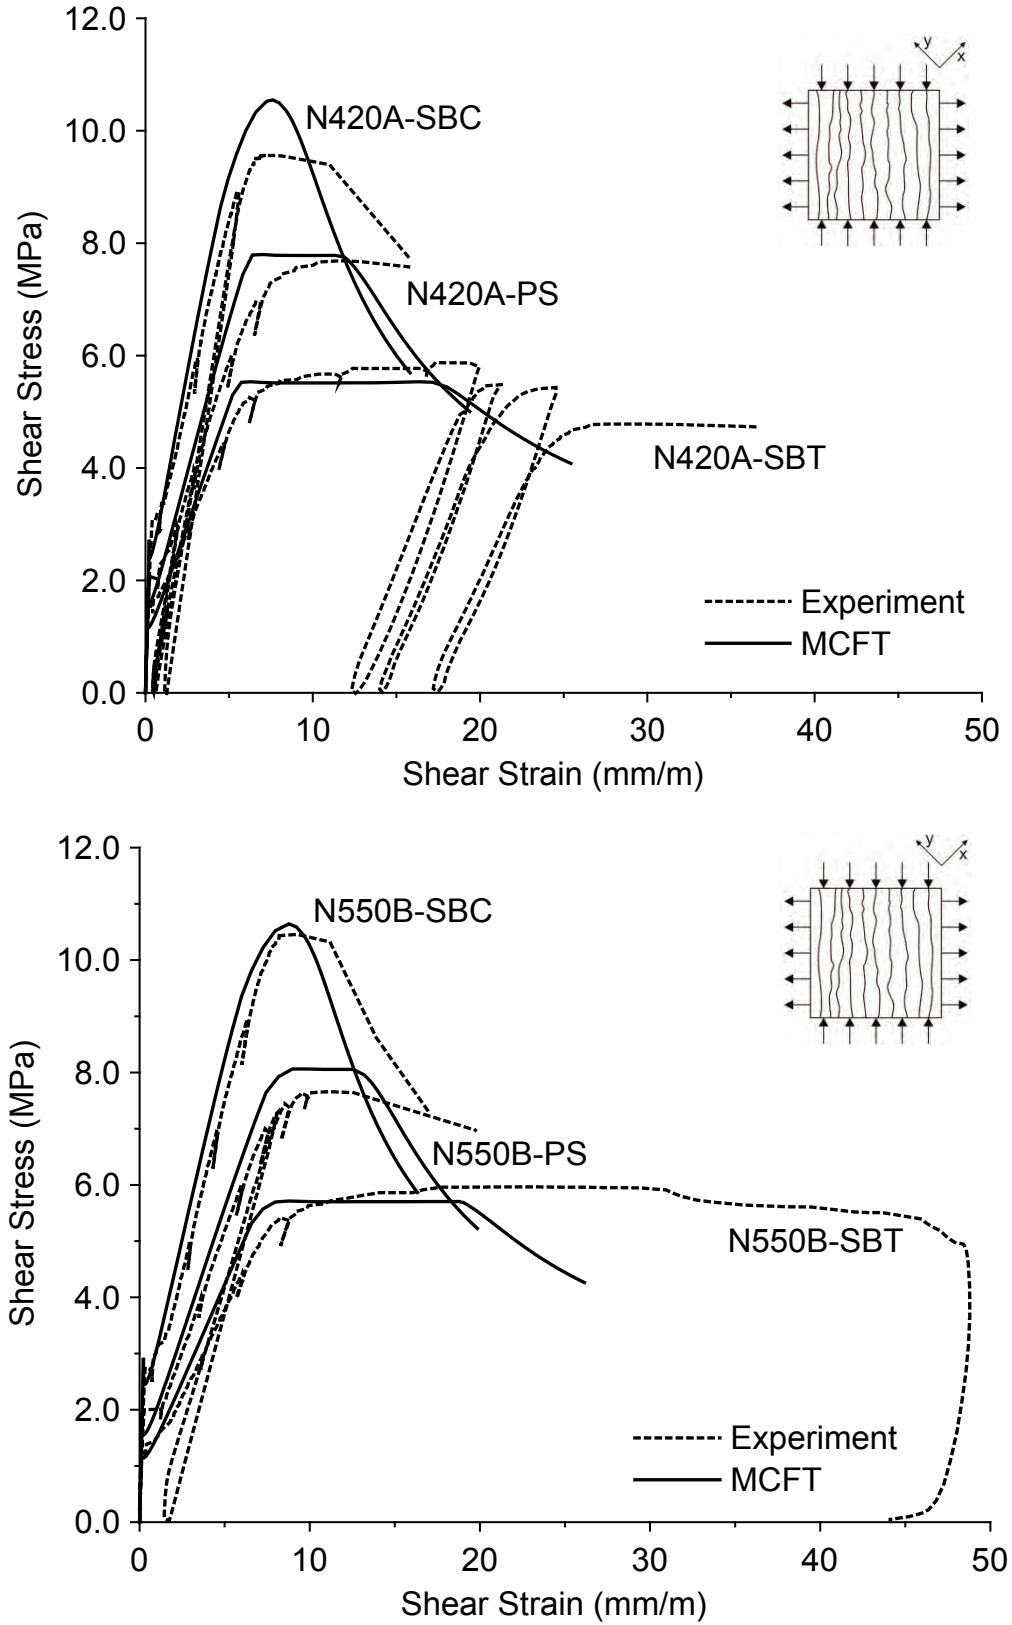 12.0
10.0
8.0
6.0
4.0
2.0
0.0
Shear Stress (MPa)
N420A-SBC
N420A-PS
N420A-SBT
y
x
Experiment
MCFT
0 10 20 30 40 50
Shear Strain (mm/m)
12.0
10.0
8.0
6.0
4.0
2.0
0.0
Shear Stress (MPa)
N550B-SBC
N550B-PS
N550B-SBT
y
x
Experiment
MCFT
0 10 20 30 40 50
Shear Strain (mm/m)